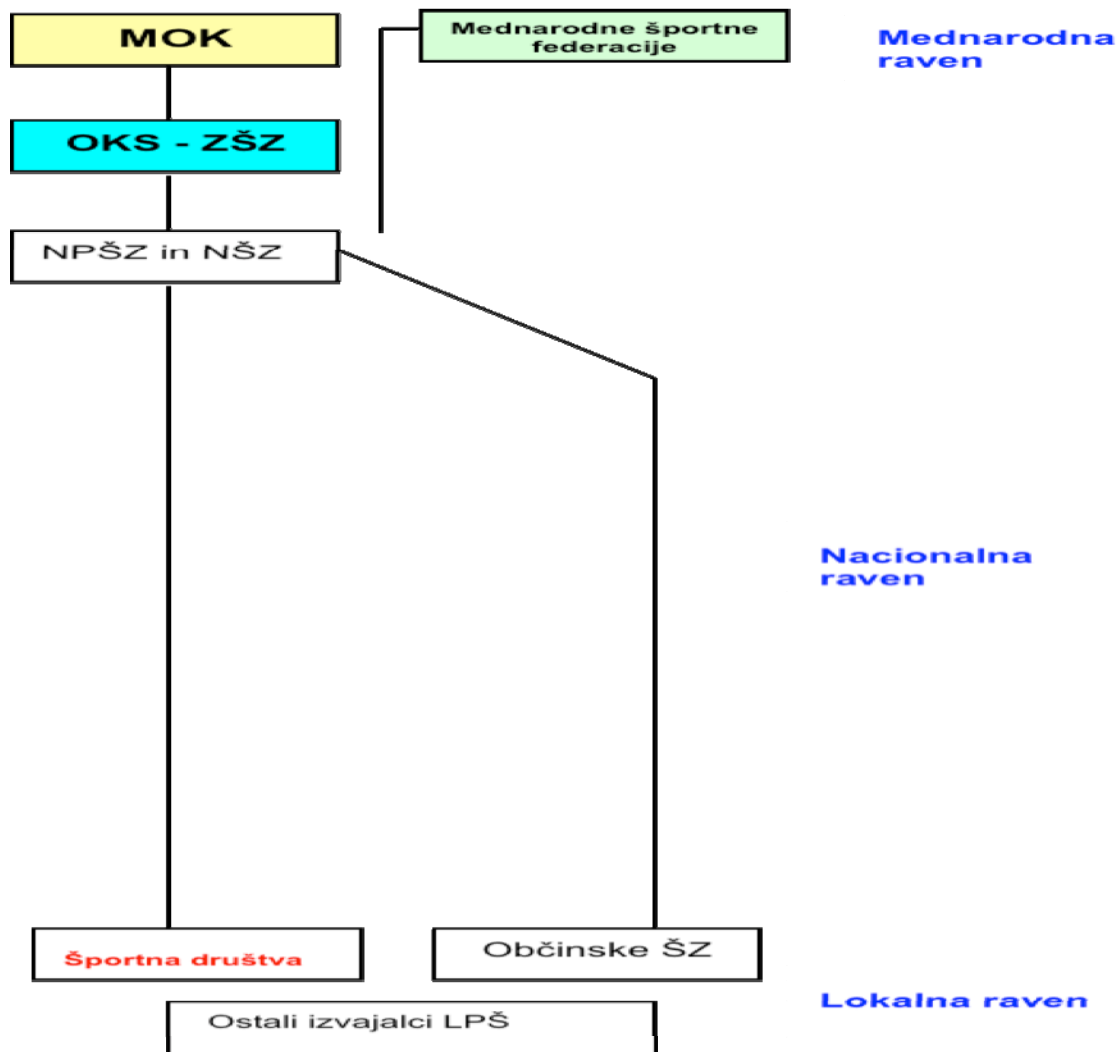 MOK
Mednarodne športne
federacije
Mednarodna
raven
OKS - ZŠZ
NPŠZ in NŠZ
Nacionalna
raven
Športna društva
Občinske ŠZ
Lokalna raven
Ostali izvajalci LPŠ